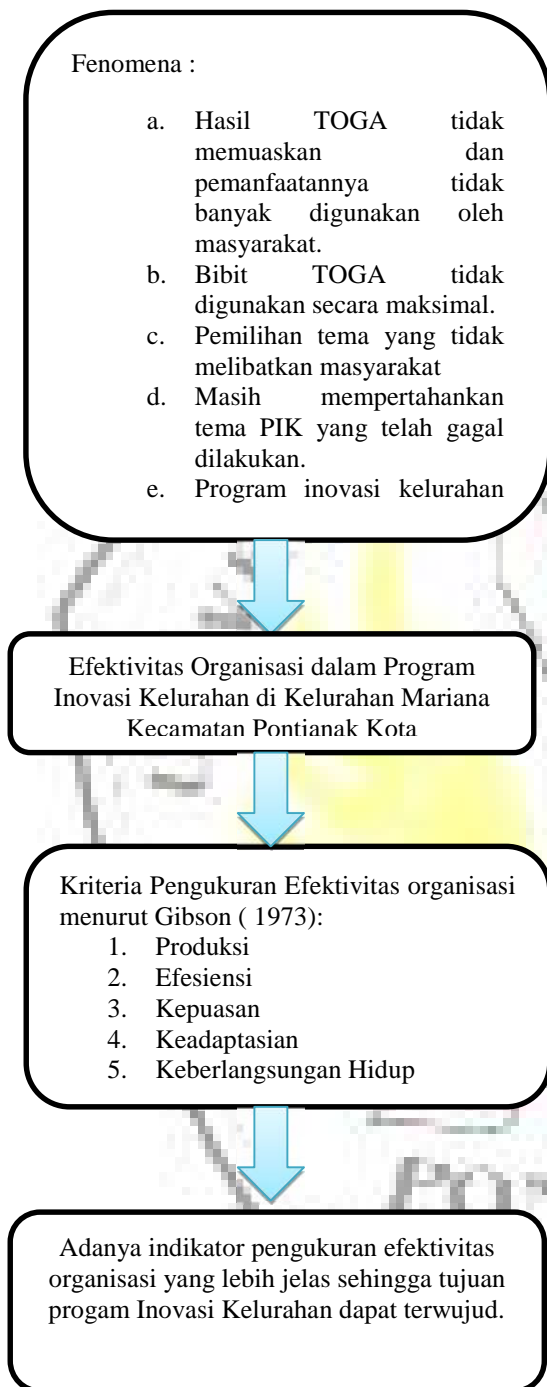 Fenomena :
a. Hasil TOGA tidak
memuaskan dan
pemanfaatannya tidak
banyak digunakan oleh
masyarakat.
b. Bibit TOGA tidak
digunakan secara maksimal.
c. Pemilihan tema yang tidak
melibatkan masyarakat
d. Masih mempertahankan
tema PIK yang telah gagal
dilakukan.
e. Program inovasi kelurahan
Efektivitas Organisasi dalam Program
Inovasi Kelurahan di Kelurahan Mariana
Kecamatan Pontianak Kota
Kriteria Pengukuran Efektivitas organisasi
menurut Gibson ( 1973):
1. Produksi
2. Efesiensi
3. Kepuasan
4. Keadaptasian
5. Keberlangsungan Hidup
Adanya indikator pengukuran efektivitas
organisasi yang lebih jelas sehingga tujuan
progam Inovasi Kelurahan dapat terwujud.